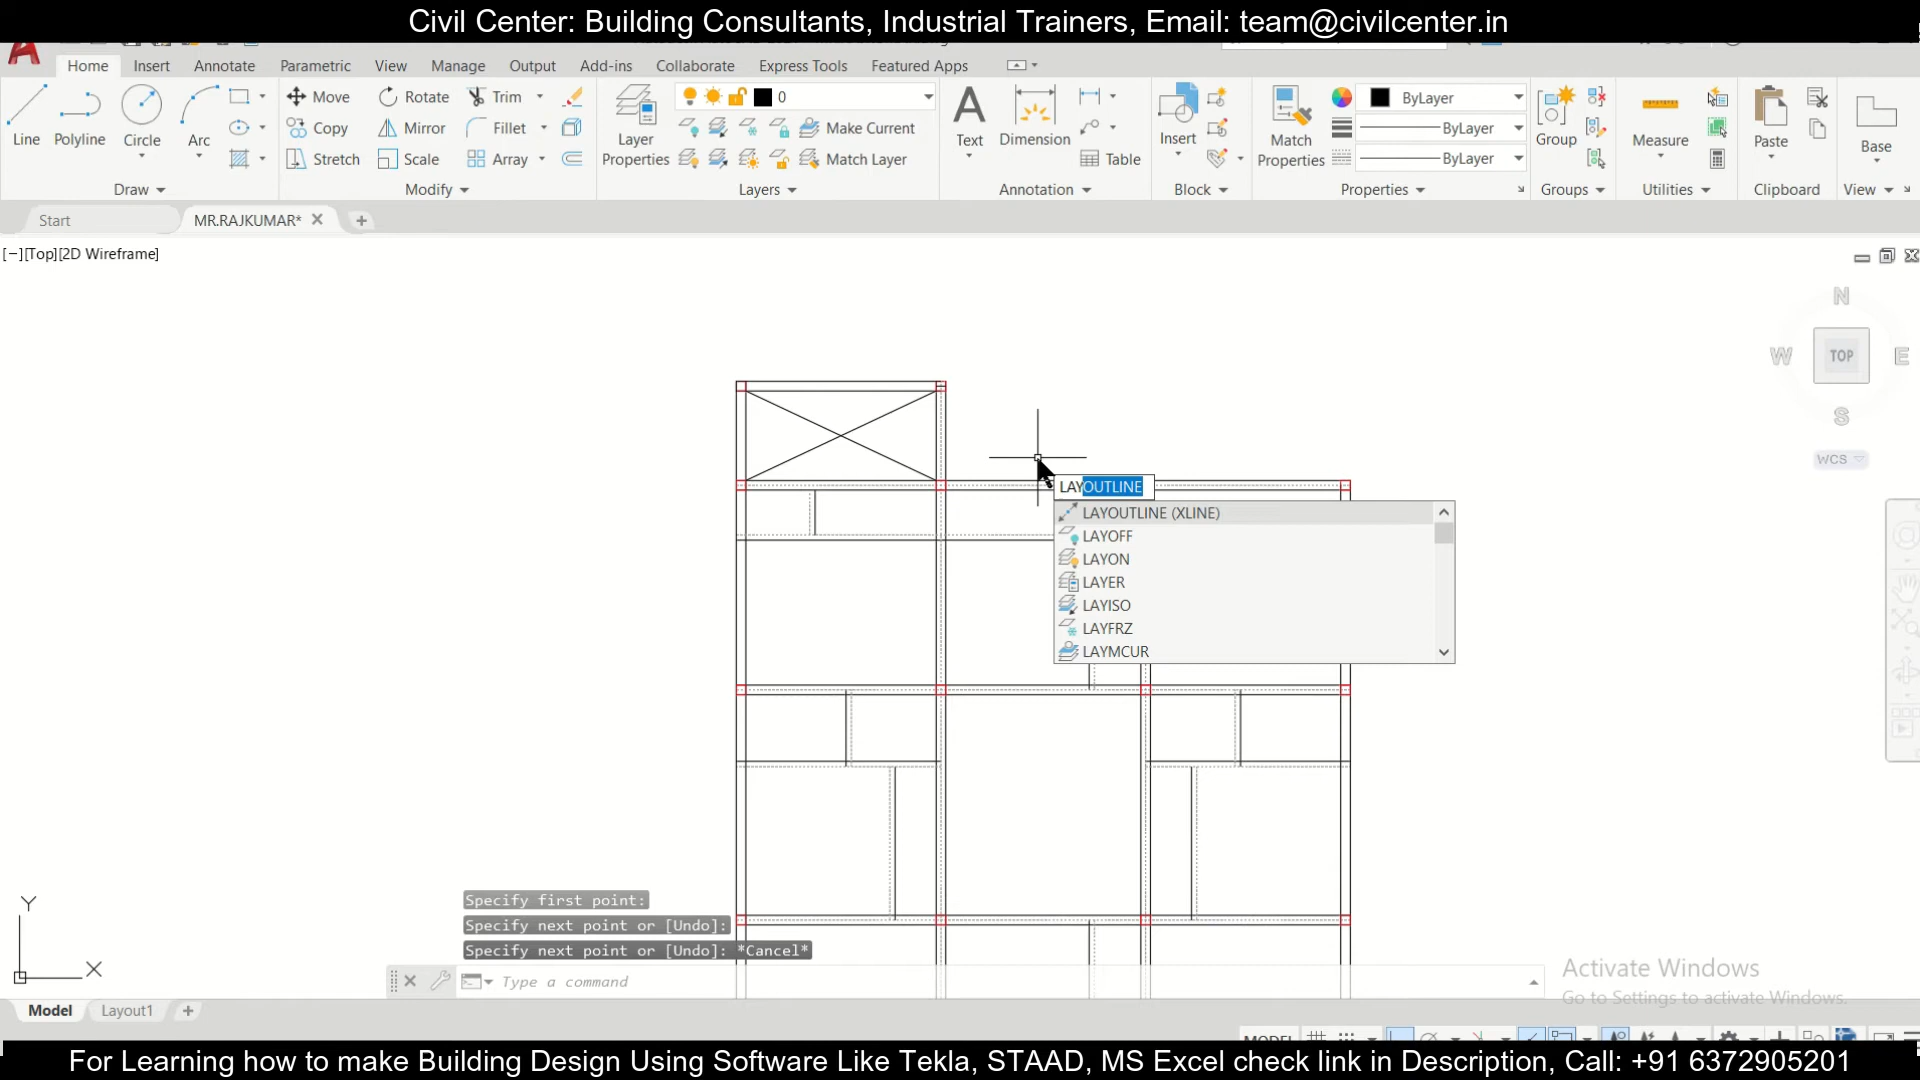 Civil Center: Building Consultants, Industrial Trainers, Email: team@civilcenter.in
Home Insert Annotate Parametric View Manage Output Add-ins Collaborate Express Tools Featured Apps
Line Polyline Circle Arc
Draw
Move Rotate Trim
Copy Mirror Fillet
Stretch Scale Array
Modify
Layer Properties
0
Make Current
Match Layer
Layers
Text Dimension
Table
Annotation
Insert
Block
Match Properties
ByLayer
ByLayer
ByLayer
Properties
Group
Groups
Measure
Utilities
Paste
Clipboard
Base
View
Start MR.RAJKUMAR*
[−][Top][2D Wireframe]
N
W TOP E
S
WCS
LAYOUTLINE
LAYOUTLINE (XLINE)
LAYOFF
LAYON
LAYER
LAYISO
LAYFRZ
LAYMCUR
Specify first point:
Specify next point or [Undo]:
Specify next point or [Undo]: *Cancel*
Y
X
Type a command
Activate Windows
Go to Settings to activate Windows.
Model Layout1
MODEL
For Learning how to make Building Design Using Software Like Tekla, STAAD, MS Excel check link in Description, Call: +91 6372905201